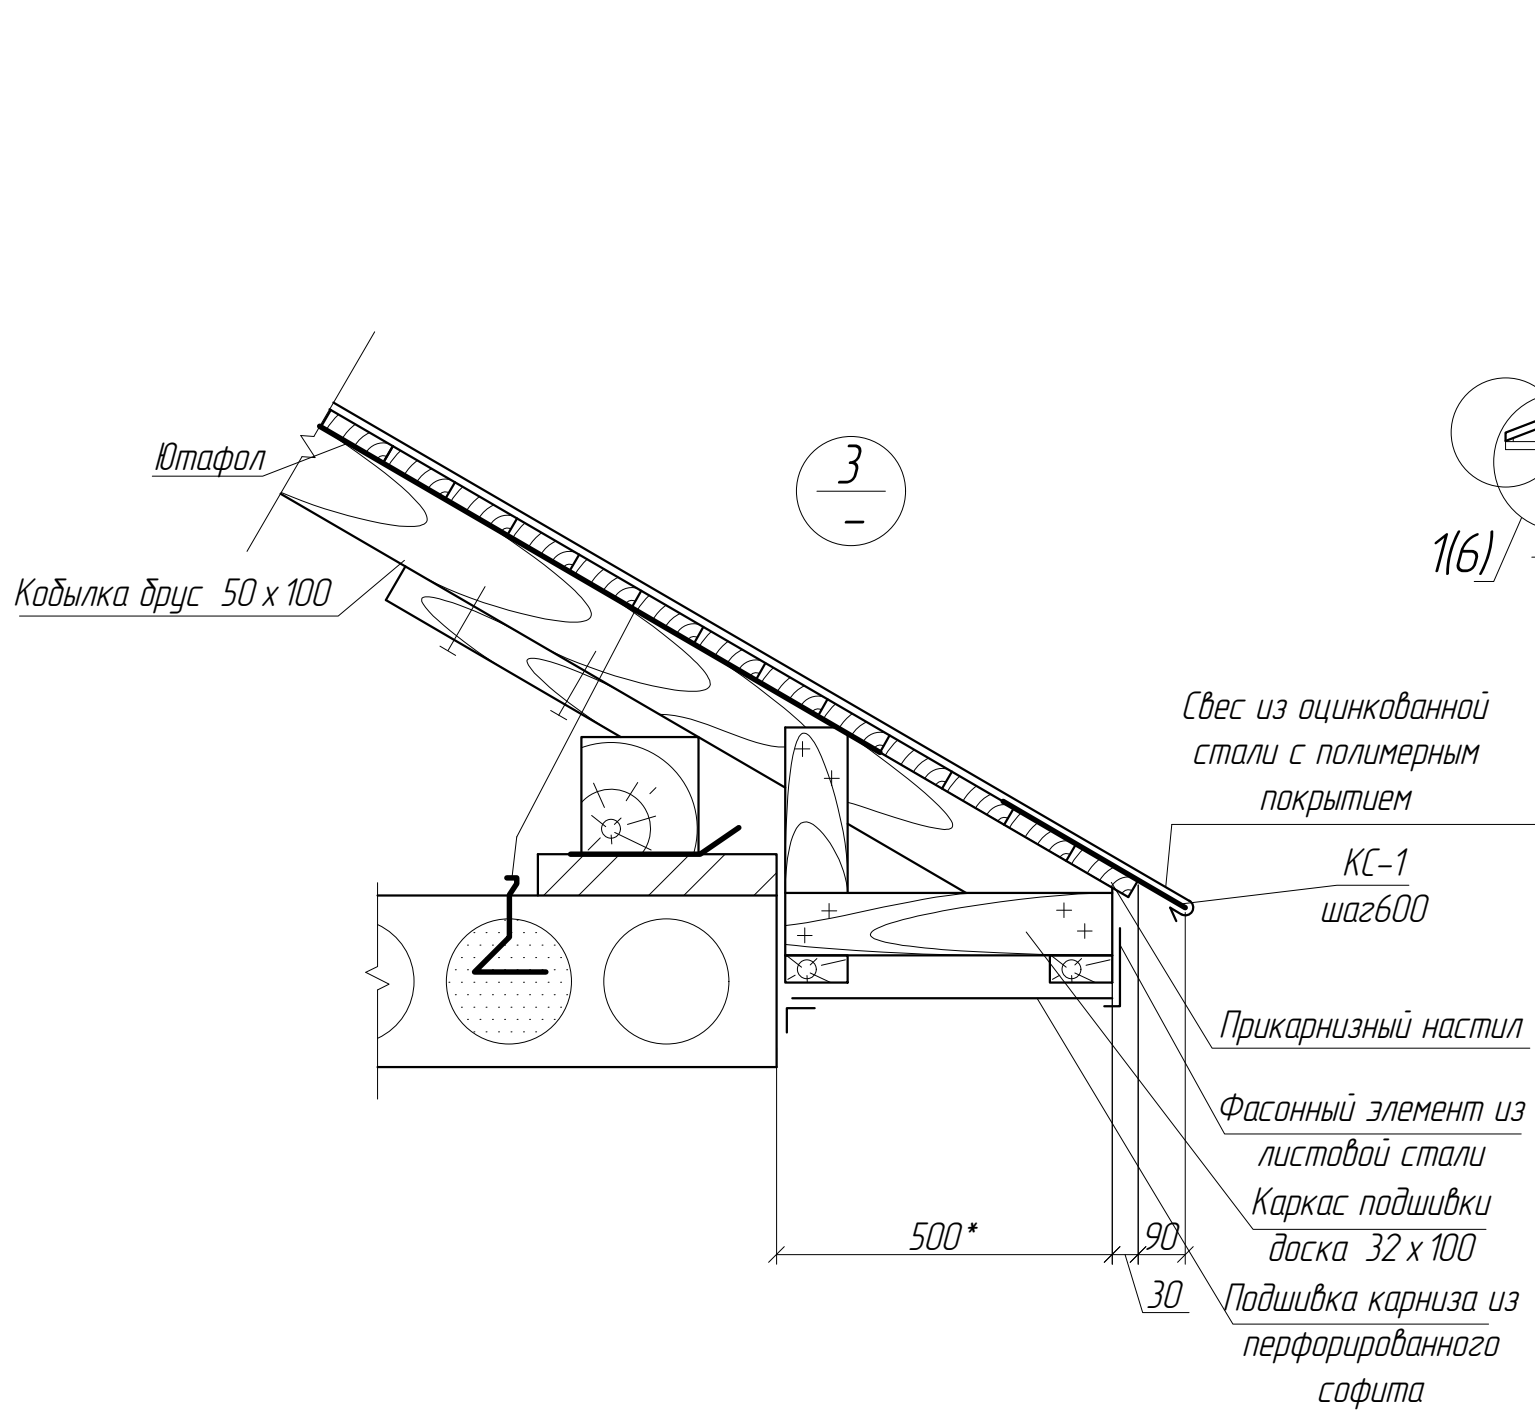 Ютафол
3
–
1(6)
Кобылка брус 50 х 100
Свес из оцинкованной
стали с полимерным
покрытием
КС-1
шаг600
Прикарнизный настил
Фасонный элемент из
листовой стали
Каркас подшивки
доска 32 х 100
500*
90
30
Подшивка карниза из
перфорированного
софита